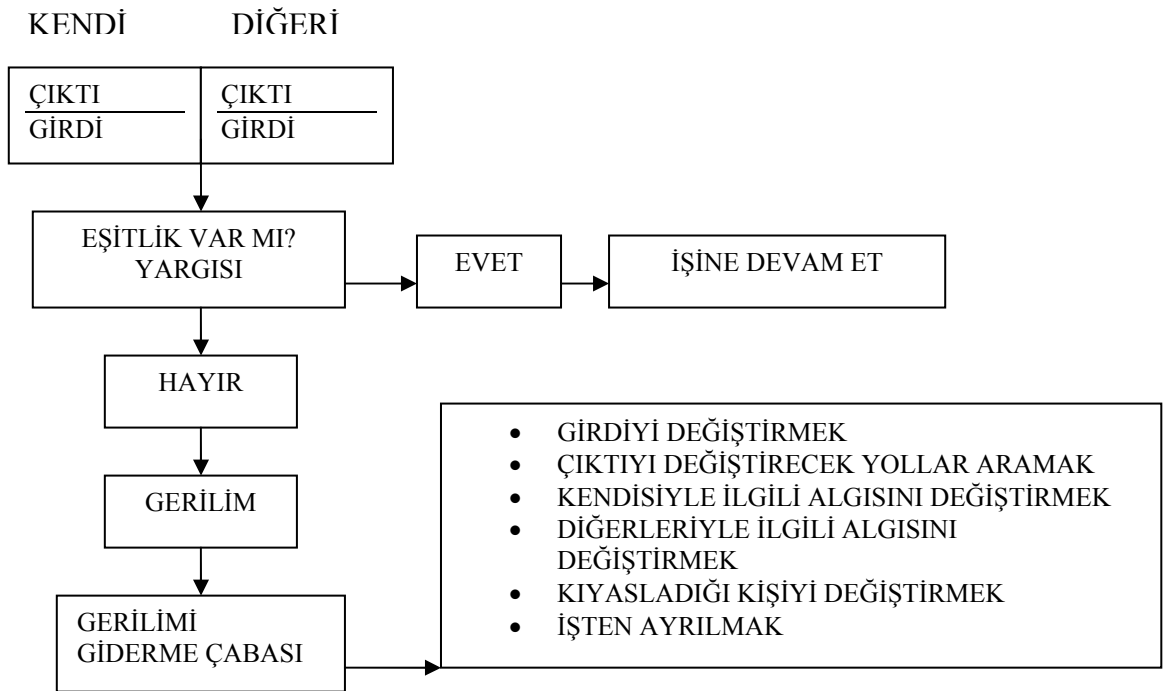 KENDİ DİĞERİ
ÇIKTI ÇIKTI
GİRDİ GİRDİ
EŞİTLİK VAR MI?
YARGISI
EVET
İŞİNE DEVAM ET
HAYIR
GERİLİM
GERİLİMİ
GİDERME ÇABASI
• GİRDİYİ DEĞİŞTİRMEK
• ÇIKTIYI DEĞİŞTİRECEK YOLLAR ARAMAK
• KENDİSİYLE İLGİLİ ALGISINI DEĞİŞTİRMEK
• DİĞERLERİYLE İLGİLİ ALGISINI
DEĞİŞTİRMEK
• KIYASLADIĞI KİŞİYİ DEĞİŞTİRMEK
• İŞTEN AYRILMAK